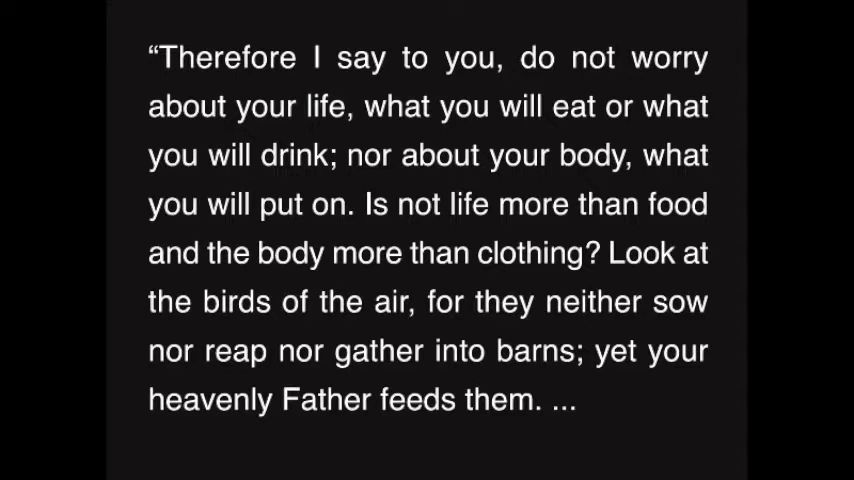 “Therefore I say to you, do not worry
about your life, what you will eat or what
you will drink; nor about your body, what
you will put on. Is not life more than food
and the body more than clothing? Look at
the birds of the air, for they neither sow
nor reap nor gather into barns; yet your
heavenly Father feeds them. ...